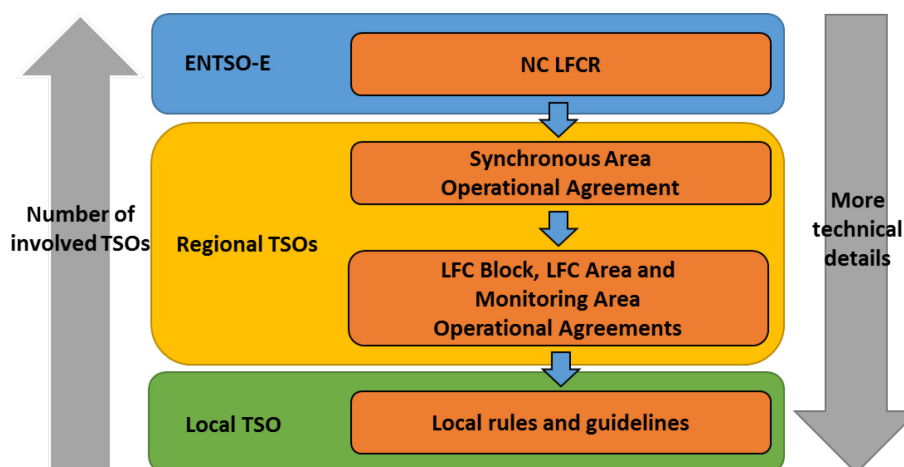 ENTSO-E
NC LFCR
Synchronous Area
Operational Agreement
Number of
involved TSOs
Regional TSOs
More
technical
details
LFC Block, LFC Area and
Monitoring Area
Operational Agreements
Local TSO
Local rules and guidelines